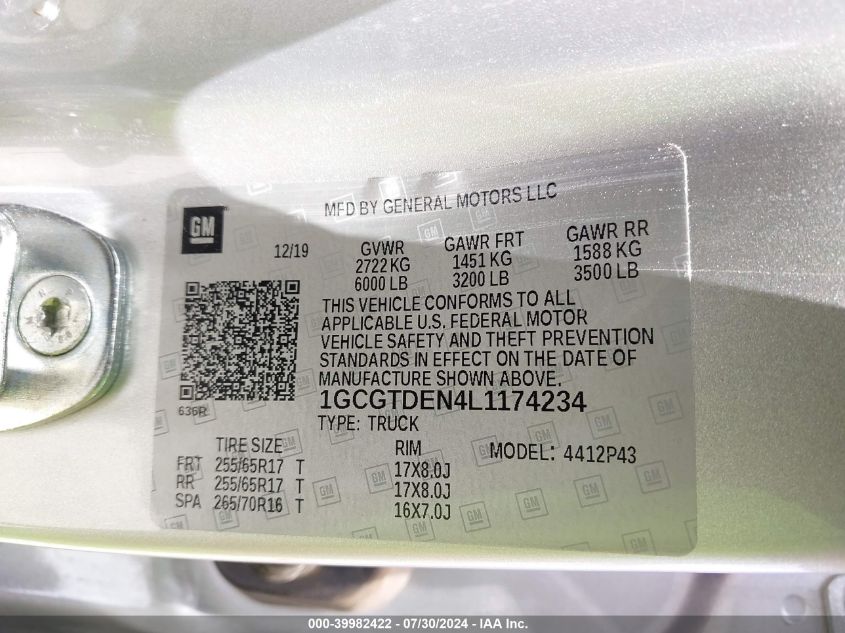 GM
MFD BY GENERAL MOTORS LLC
12/19
GVWR
2722 KG
6000 LB
GAWR FRT
1451 KG
3200 LB
GAWR RR
1588 KG
3500 LB
THIS VEHICLE CONFORMS TO ALL
APPLICABLE U.S. FEDERAL MOTOR
VEHICLE SAFETY AND THEFT PREVENTION
STANDARDS IN EFFECT ON THE DATE OF
MANUFACTURE SHOWN ABOVE.
636R
1GCGTDEN4L1174234
TYPE: TRUCK
TIRE SIZE RIM MODEL: 4412P43
FRT 255/65R17 T 17X8.0J
RR 255/65R17 T 17X8.0J
SPA 265/70R16 T 16X7.0J
000-39982422 - 07/30/2024 - IAA Inc.